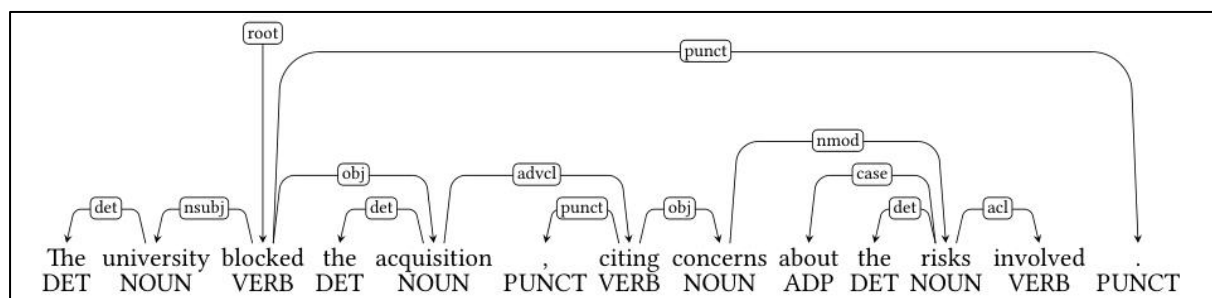 root
punct
nmod
obj advcl case
det nsubj det punct obj det acl
The university blocked the acquisition , citing concerns about the risks involved .
DET NOUN VERB DET NOUN PUNCT VERB NOUN ADP DET NOUN VERB PUNCT